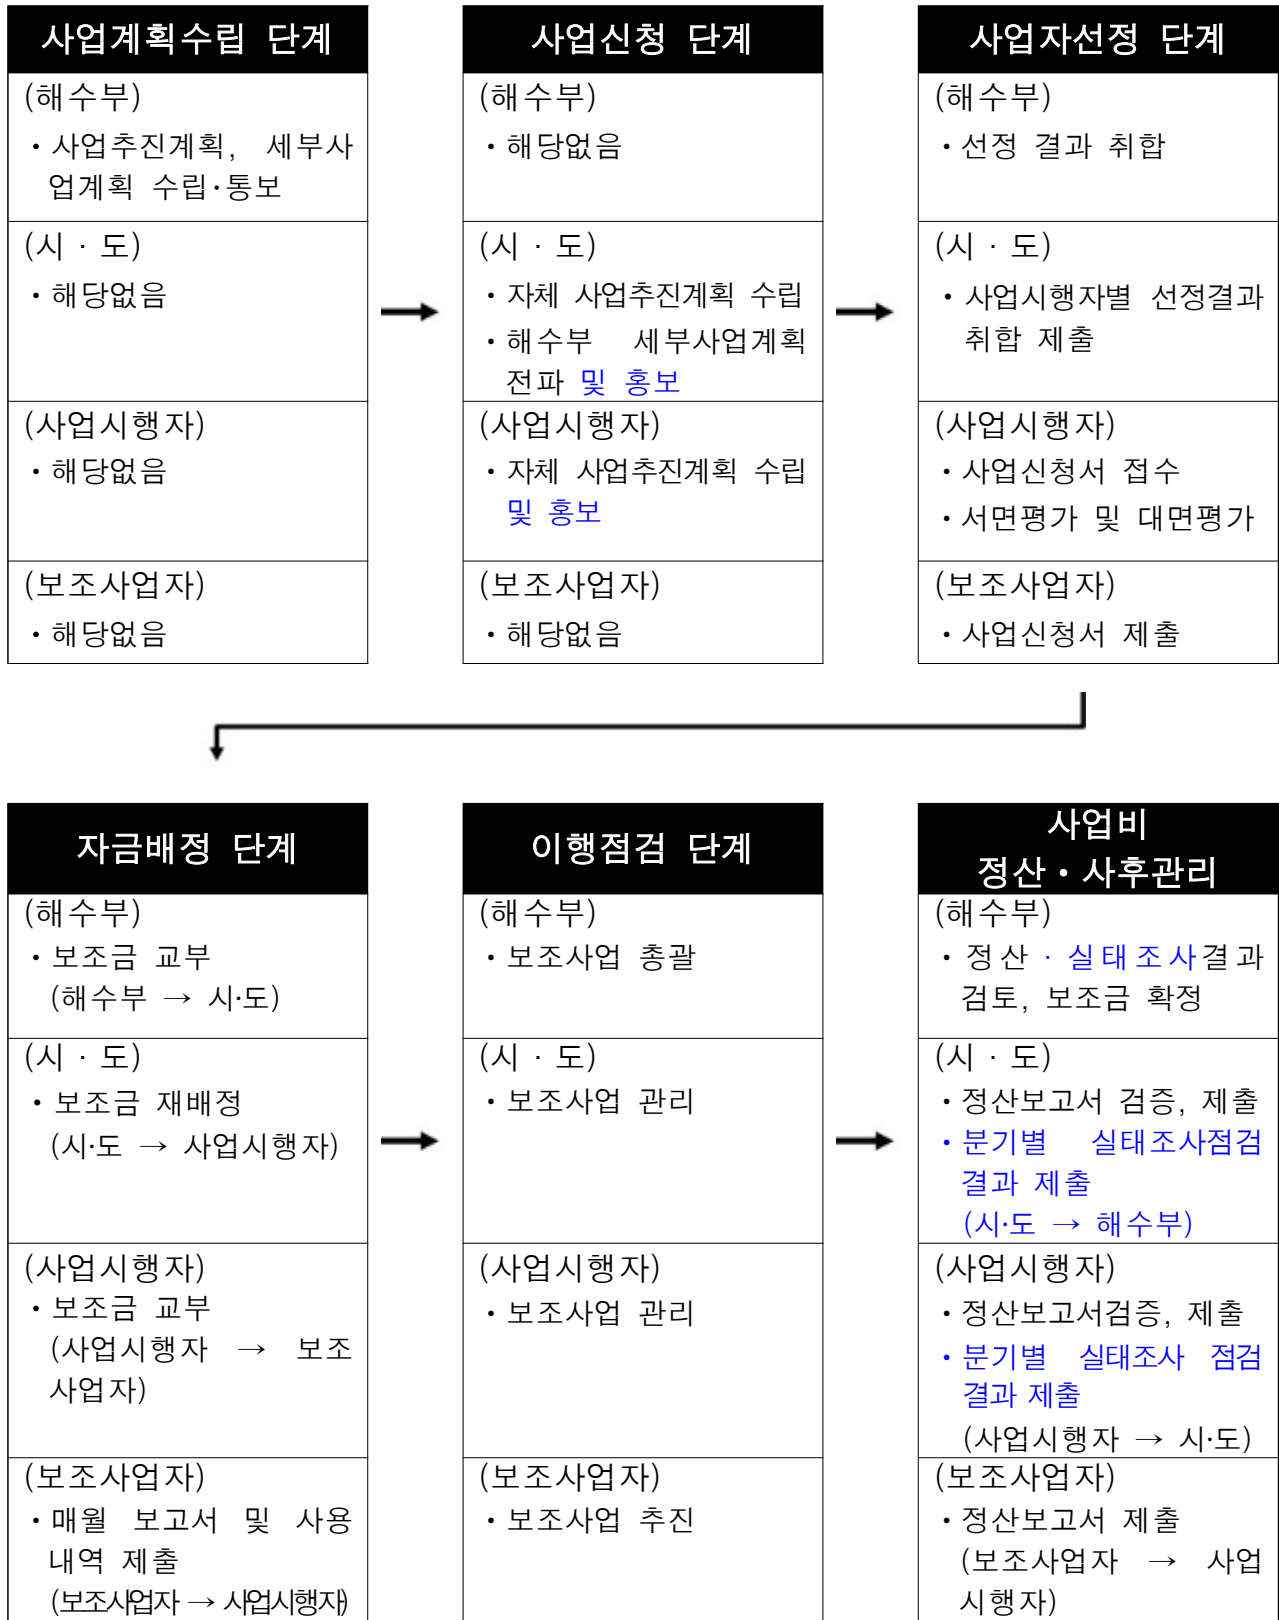 사업계획수립 단계
(해수부)
・사업추진계획, 세부사
업계획 수립·통보
(시 · 도)
・해당없음
(사업시행자)
・해당없음
(보조사업자)
・해당없음
사업신청 단계
(해수부)
・해당없음
(시 · 도)
・자체 사업추진계획 수립
・해수부 세부사업계획
전파 및 홍보
(사업시행자)
・자체 사업추진계획 수립
및 홍보
(보조사업자)
・해당없음
사업자선정 단계
(해수부)
・선정 결과 취합
(시 · 도)
・사업시행자별 선정결과
취합 제출
(사업시행자)
・사업신청서 접수
・서면평가 및 대면평가
(보조사업자)
・사업신청서 제출
자금배정 단계
(해수부)
・보조금 교부
(해수부 → 시·도)
(시 · 도)
・보조금 재배정
(시·도 → 사업시행자)
(사업시행자)
・보조금 교부
(사업시행자 → 보조
사업자)
(보조사업자)
・매월 보고서 및 사용
내역 제출
(보조사업자 → 사업시행자)
이행점검 단계
(해수부)
・보조사업 총괄
(시 · 도)
・보조사업 관리
(사업시행자)
・보조사업 관리
(보조사업자)
・보조사업 추진
사업비
정산・사후관리
(해수부)
・정산 · 실태조사결과
검토, 보조금 확정
(시 · 도)
・정산보고서 검증, 제출
・분기별 실태조사점검
결과 제출
(시·도 → 해수부)
(사업시행자)
・정산보고서검증, 제출
・분기별 실태조사 점검
결과 제출
(사업시행자 → 시·도)
(보조사업자)
・정산보고서 제출
(보조사업자 → 사업
시행자)